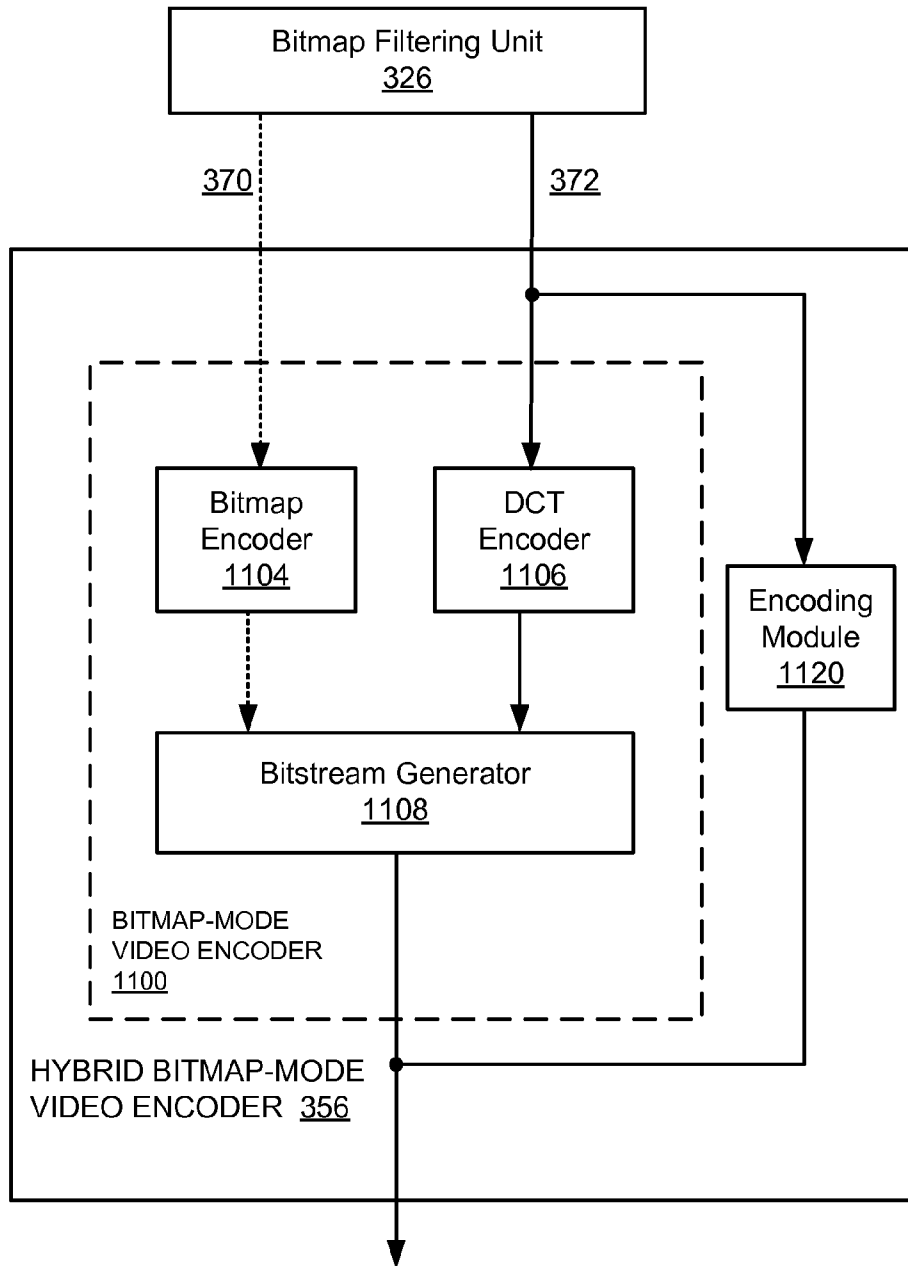 Bitmap Filtering Unit
326
370
372
Bitmap
Encoder
1104
DCT
Encoder
1106
Encoding
Module
1120
Bitstream Generator
1108
BITMAP-MODE
VIDEO ENCODER
1100
HYBRID BITMAP-MODE
VIDEO ENCODER 356